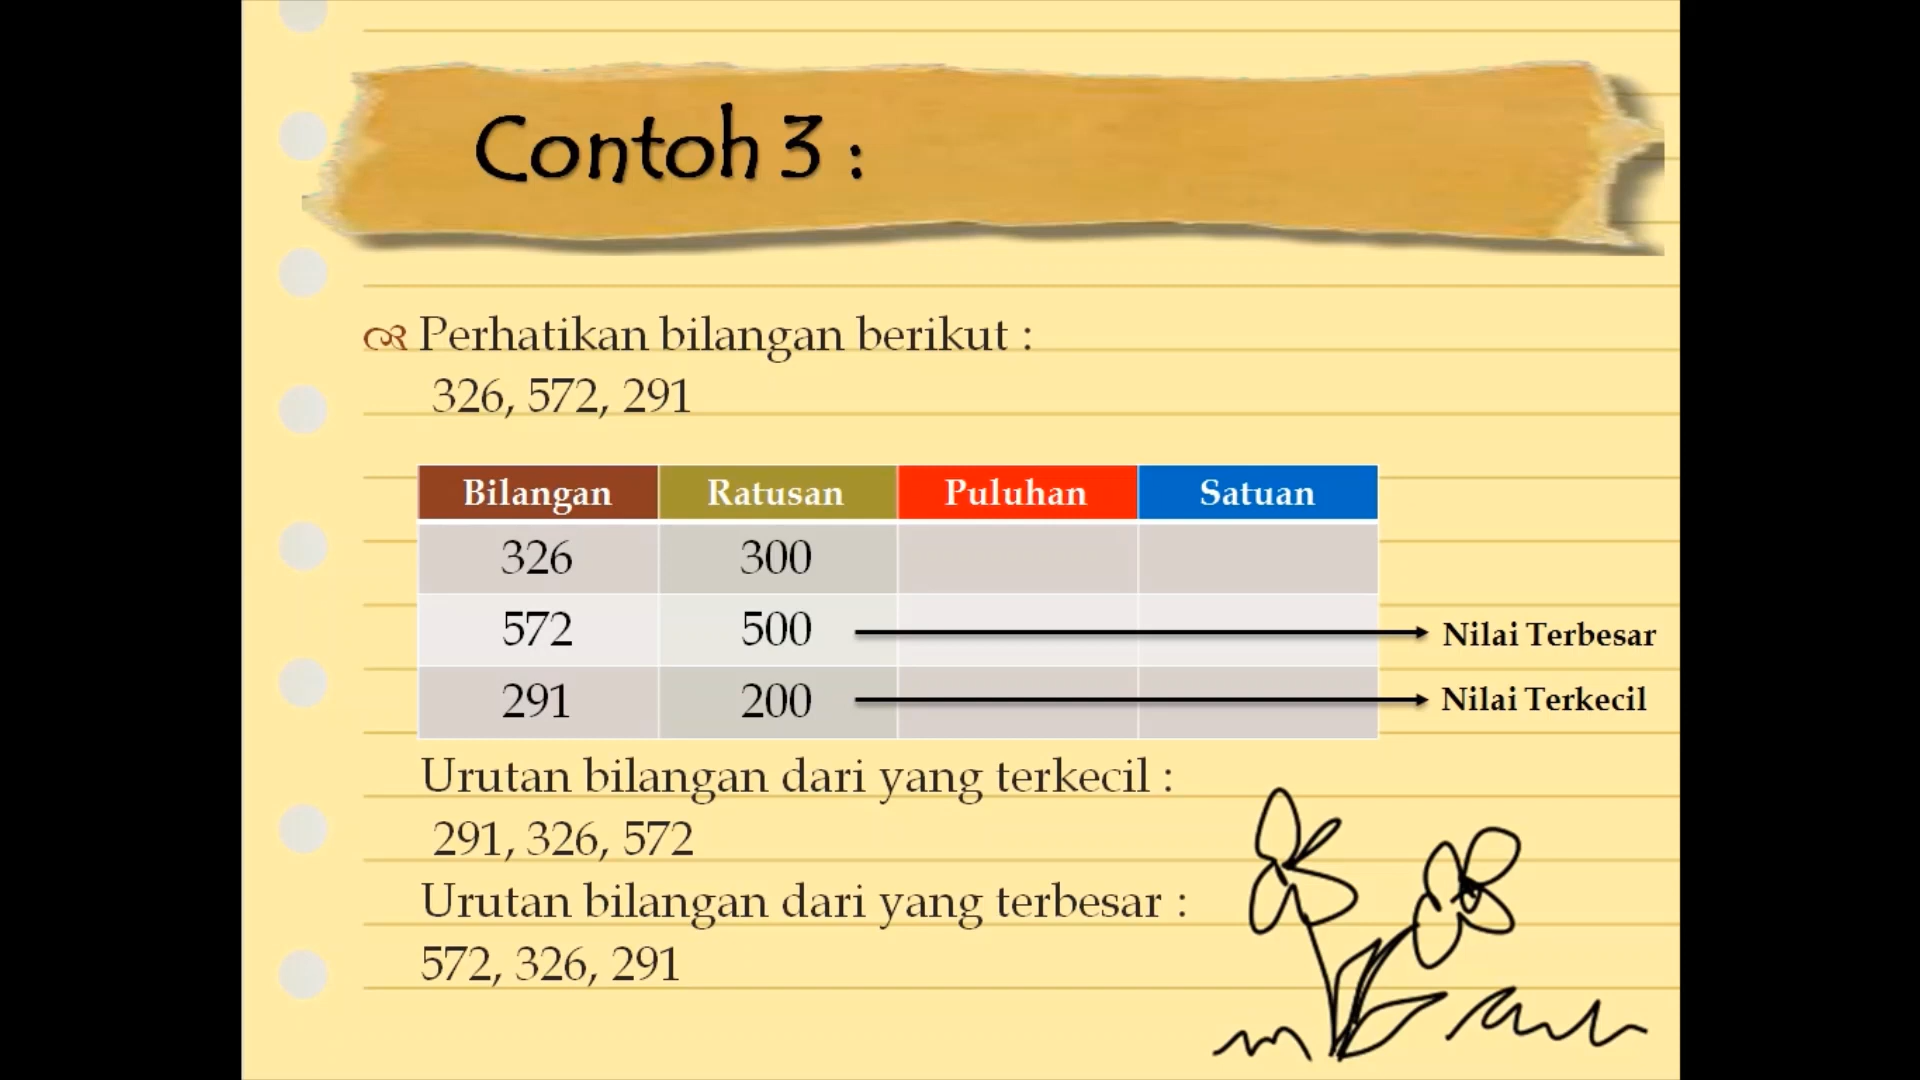 Contoh 3 :
Perhatikan bilangan berikut :
326, 572, 291
Bilangan Ratusan Puluhan Satuan
326 300
572 500 Nilai Terbesar
291 200 Nilai Terkecil
Urutan bilangan dari yang terkecil :
291, 326, 572
Urutan bilangan dari yang terbesar :
572, 326, 291